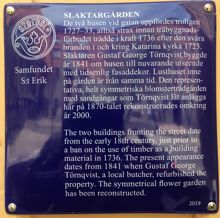 SLAKTARGÅRDEN
De två husen vid gatan uppfördes troligen
1727–33, alltså strax innan träbyggnads-
förbudet trädde i kraft 1736 efter den svåra
branden i och kring Katarina kyrka 1723.
Slaktaren Gustaf George Törnqvist byggde
år 1841 om husen till nuvarande utseende
med tidsenlig fasaddekor. Lusthuset inne
på gården är från samma tid. Den represen-
tativa, helt symmetriska blomsterträdgården
med sandgångar som Törnqvist lät anlägga
här på 1870-talet rekonstruerades omkring
år 2000.
The two buildings fronting the street date
from the early 18th century, just prior to
a ban on the use of timber as a building
material in 1736. The present appearance
dates from 1841 when Gustaf George
Törnqvist, a local butcher, refurbished the
property. The symmetrical flower garden
has been reconstructed.
Samfundet
S:t Erik
2019